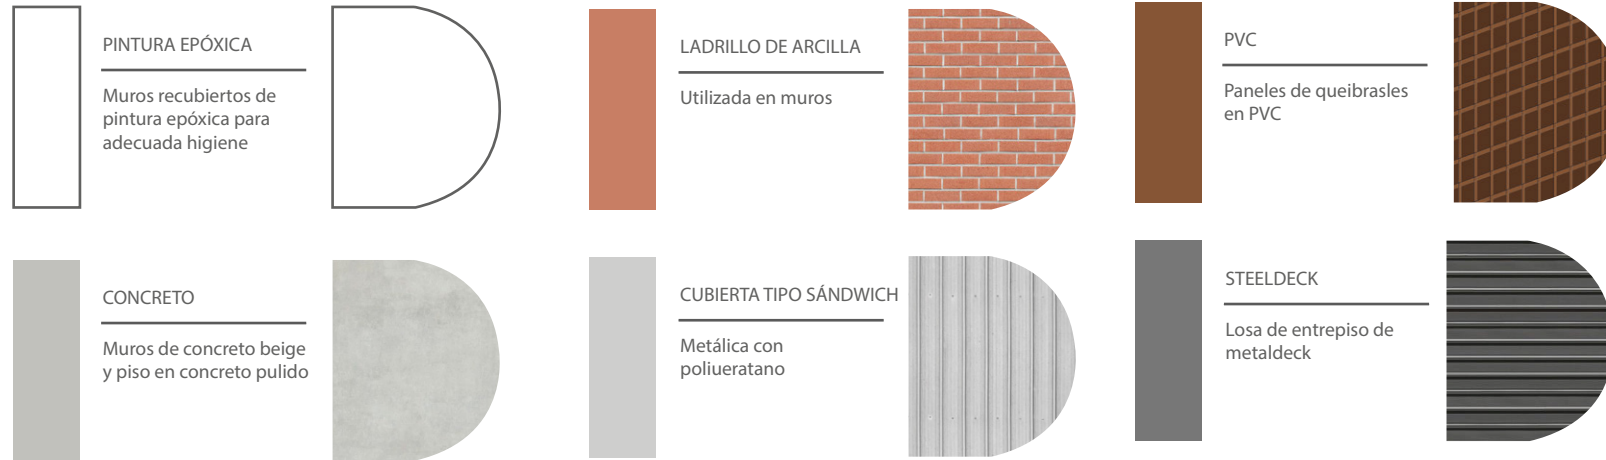 PINTURA EPÓXICA
Muros recubiertos de
pintura epóxica para
adecuada higiene
LADRILLO DE ARCILLA
Utilizada en muros
PVC
Paneles de queibrasles
en PVC
CONCRETO
Muros de concreto beige
y piso en concreto pulido
CUBIERTA TIPO SÁNDWICH
Metálica con
poliueratano
STEELDECK
Losa de entrepiso de
metaldeck